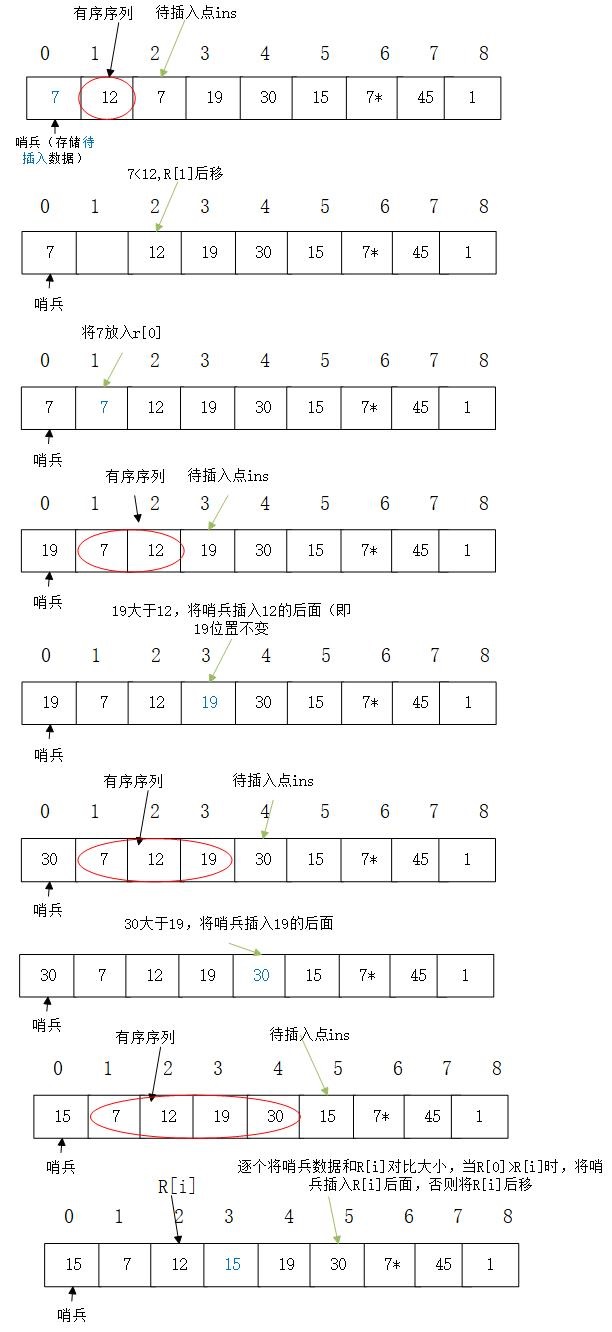 有序序列 待插入点ins
0 1 2 3 4 5 6 7 8
7 12 7 19 30 15 7* 45 1
哨兵（存储待
插入数据）
7<12,R[1]后移
0 1 2 3 4 5 6 7 8
7 12 19 30 15 7* 45 1
哨兵
将7放入r[0]
0 1 2 3 4 5 6 7 8
7 7 12 19 30 15 7* 45 1
哨兵
有序序列 待插入点ins
0 1 2 3 4 5 6 7 8
19 7 12 19 30 15 7* 45 1
哨兵
19大于12，将哨兵插入12的后面（即
19位置不变
0 1 2 3 4 5 6 7 8
19 7 12 19 30 15 7* 45 1
哨兵
有序序列 待插入点ins
0 1 2 3 4 5 6 7 8
30 7 12 19 30 15 7* 45 1
哨兵
30大于19，将哨兵插入19的后面
30 7 12 19 30 15 7* 45 1
哨兵
有序序列 待插入点ins
0 1 2 3 4 5 6 7 8
15 7 12 19 30 15 7* 45 1
哨兵
逐个将哨兵数据和R[i]对比大小，当R[0]>R[i]时，将哨
兵插入R[i]后面，否则将R[i]后移
R[i]
0 1 2 3 4 5 6 7 8
15 7 12 15 19 30 7* 45 1
哨兵